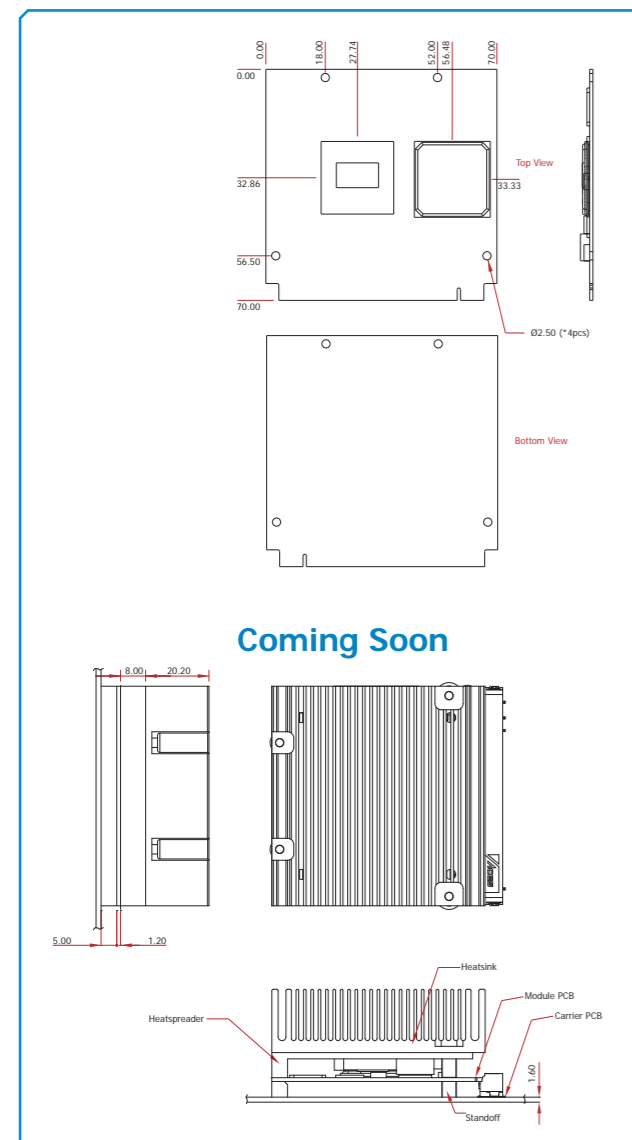 0.00
18.00
27.74
52.00
56.48
70.00
0.00
Top View
32.86
33.33
56.50
70.00
Ø2.50 (*4pcs)
Bottom View
Coming Soon
8.00
20.20
5.00
1.20
Heatsink
Module PCB
Heatspreader
Carrier PCB
1.60
Standoff